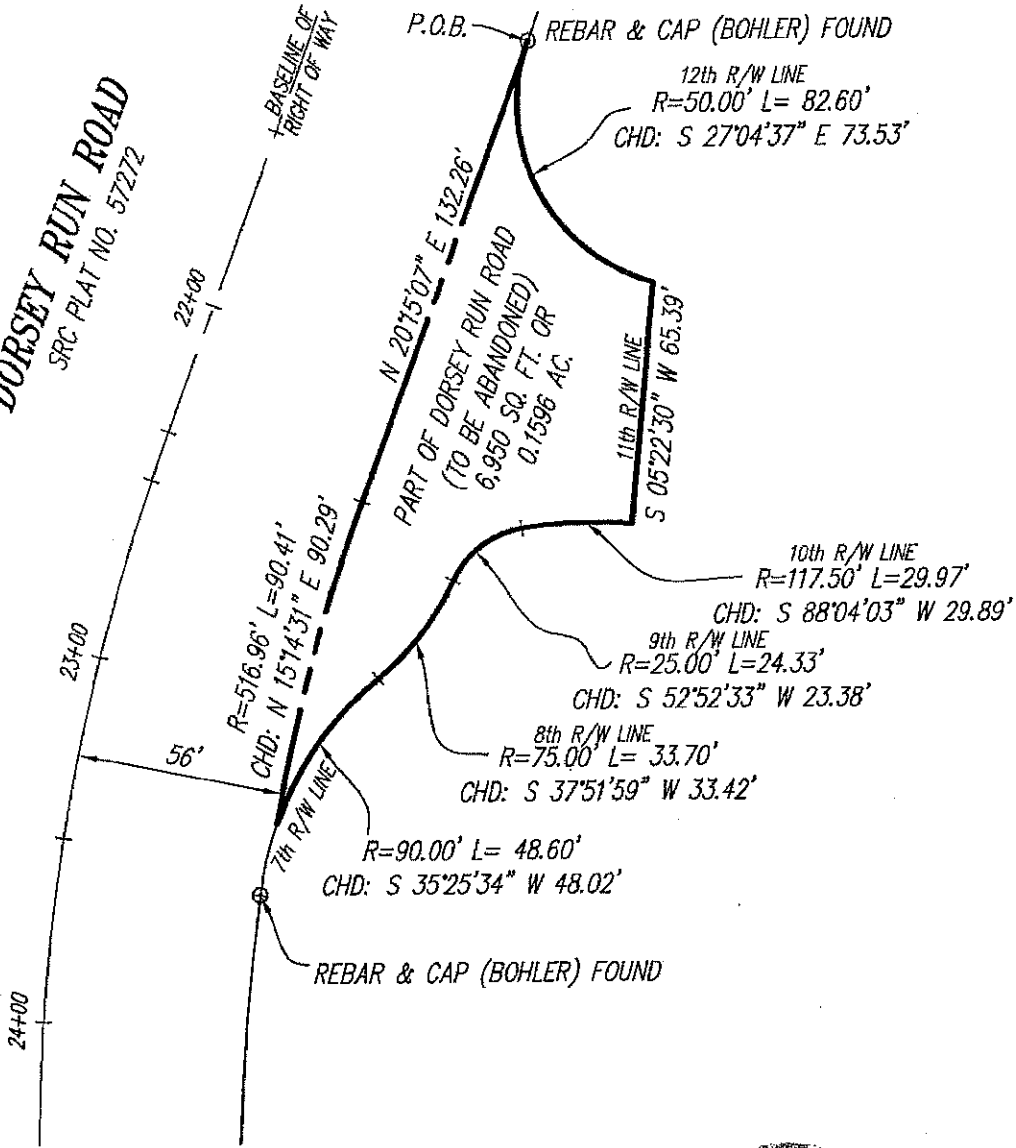 P.O.B.
REBAR & CAP (BOHLER) FOUND
BASELINE OF
RIGHT OF WAY
12th R/W LINE
R=50.00' L= 82.60'
CHD: S 27°04'37" E 73.53'
DORSEY RUN ROAD
SRC PLAT NO. 57272
22+00
N 20°15'07" E 132.26'
PART OF DORSEY RUN ROAD
(TO BE ABANDONED)
6,950 SQ. FT. OR
0.1596 AC.
11th R/W LINE
S 05°22'30" W 65.39'
10th R/W LINE
R=117.50' L=29.97'
CHD: S 88°04'03" W 29.89'
9th R/W LINE
R=25.00' L=24.33'
CHD: S 52°52'33" W 23.38'
8th R/W LINE
R=75.00' L= 33.70'
CHD: S 37°51'59" W 33.42'
23+00
R=516.96' L=90.41'
CHD: N 15°14'31" E 90.29'
56'
7th R/W LINE
R=90.00' L= 48.60'
CHD: S 35°25'34" W 48.02'
REBAR & CAP (BOHLER) FOUND
24+00